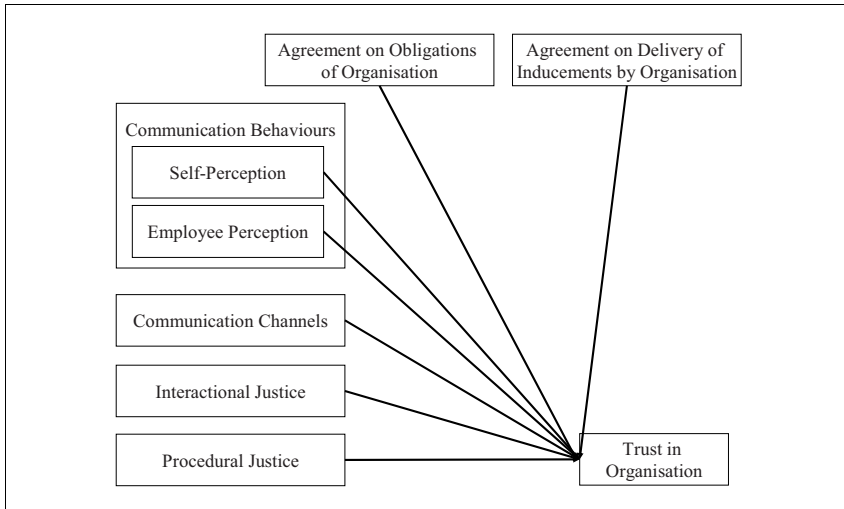 Agreement on Obligations
of Organisation
Agreement on Delivery of
Inducements by Organisation
Communication Behaviours
Self-Perception
Employee Perception
Communication Channels
Interactional Justice
Procedural Justice
Trust in
Organisation